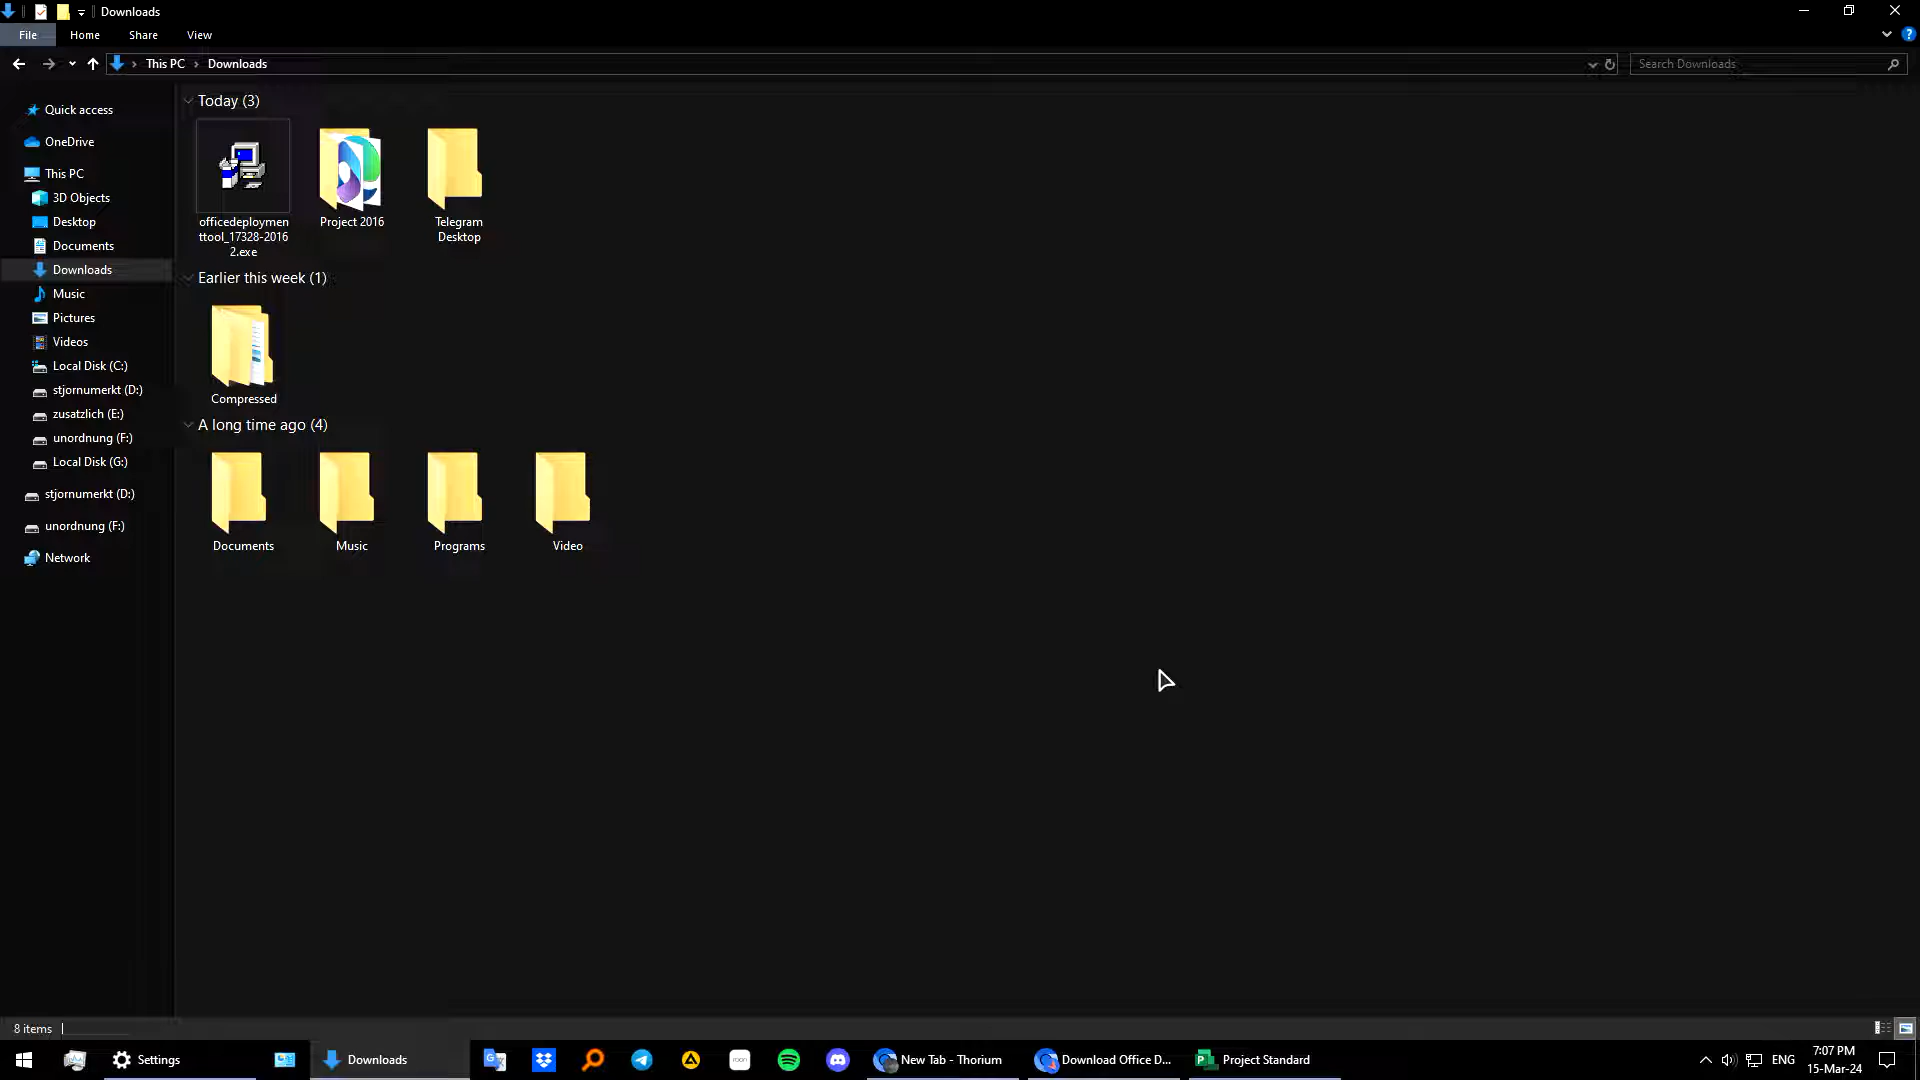 Downloads
File Home Share View
This PC Downloads
Search Downloads
Quick access
OneDrive
This PC
3D Objects
Desktop
Documents
Downloads
Music
Pictures
Videos
Local Disk (C:)
stjornumerkt (D:)
zusatzlich (E:)
unordnung (F:)
Local Disk (G:)
stjornumerkt (D:)
unordnung (F:)
Network
Today (3)
officedeploymen
ttool_17328-2016
2.exe
Project 2016
Telegram
Desktop
Earlier this week (1)
Compressed
A long time ago (4)
Documents
Music
Programs
Video
8 items
Settings
Downloads
New Tab - Thorium
Download Office D...
Project Standard
ENG
7:07 PM
15-Mar-24